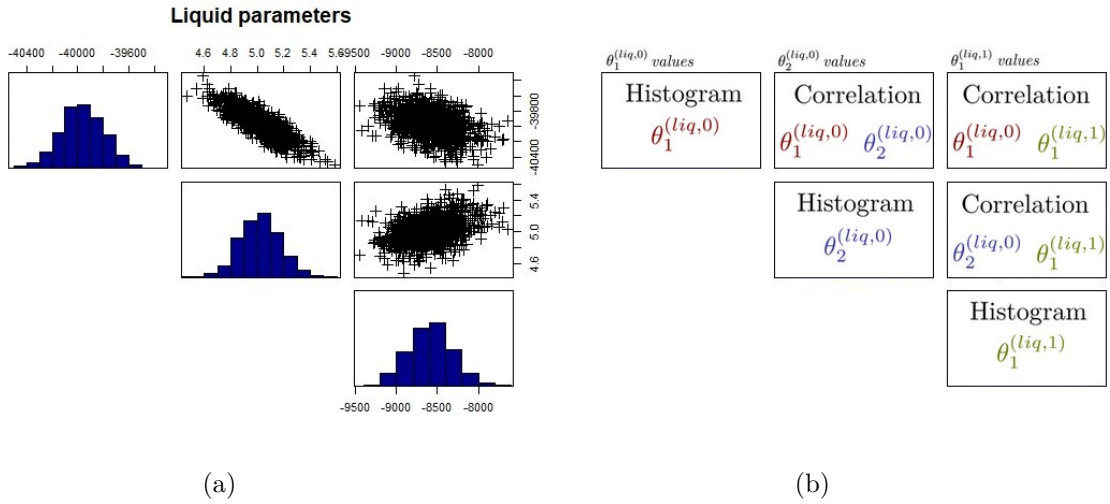 Liquid parameters
-40400 -40000 -39600
4.6 4.8 5.0 5.2 5.4 5.6
-9500 -9000 -8500 -8000
-40400 -39800
4.6 5.0 5.4
-9500 -9000 -8500 -8000
(a)
θ₁^(liq,0) values θ₂^(liq,0) values θ₁^(liq,1) values
Histogram Correlation Correlation
θ₁^(liq,0) θ₁^(liq,0) θ₂^(liq,0) θ₁^(liq,0) θ₁^(liq,1)
Histogram Correlation
θ₂^(liq,0) θ₂^(liq,0) θ₁^(liq,1)
Histogram
θ₁^(liq,1)
(b)